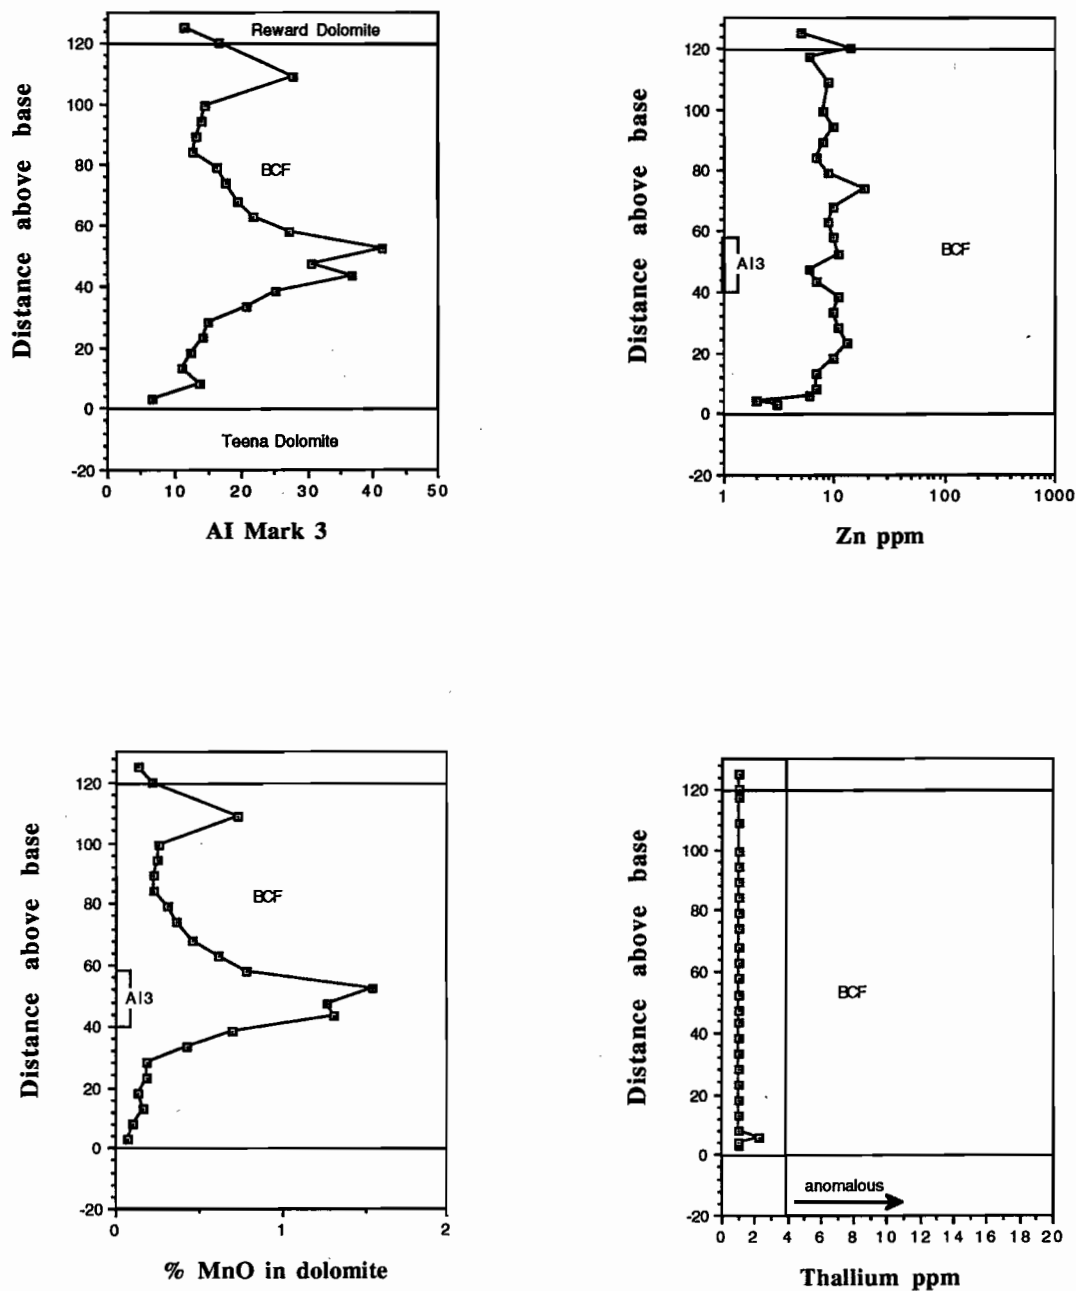 Distance above base
120
100
80
60
40
20
0
-20
Reward Dolomite
BCF
Teena Dolomite
0
10
20
30
40
50
AI Mark 3
Distance above base
120
100
80
60
40
20
0
-20
AI3
BCF
1
10
100
1000
Zn ppm
Distance above base
120
100
80
60
40
20
0
-20
BCF
AI3
0
1
2
% MnO in dolomite
Distance above base
120
100
80
60
40
20
0
-20
BCF
anomalous
0 2 4 6 8 10 12 14 16 18 20
Thallium ppm